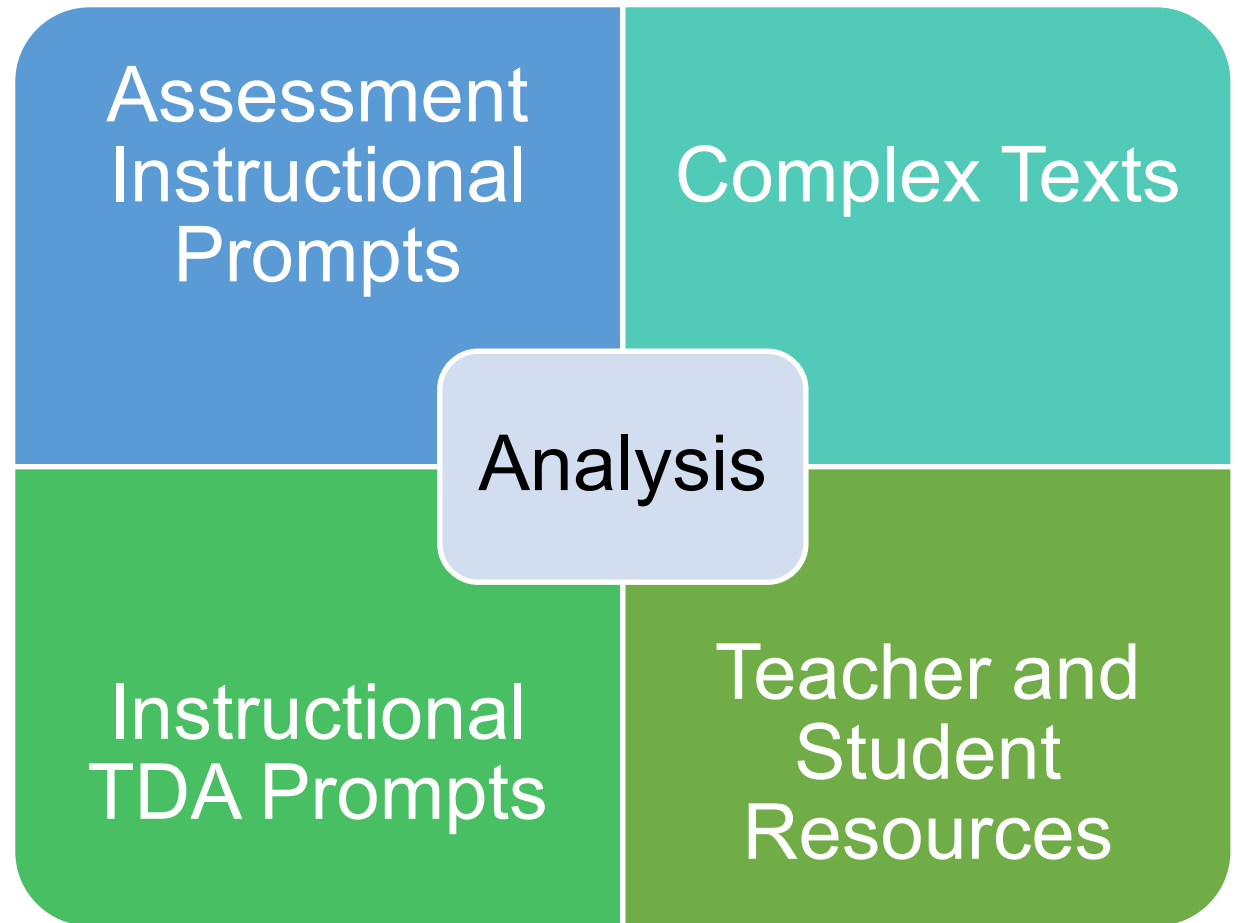 Assessment
Instructional
Prompts
Complex Texts
Analysis
Instructional
TDA Prompts
Teacher and
Student
Resources